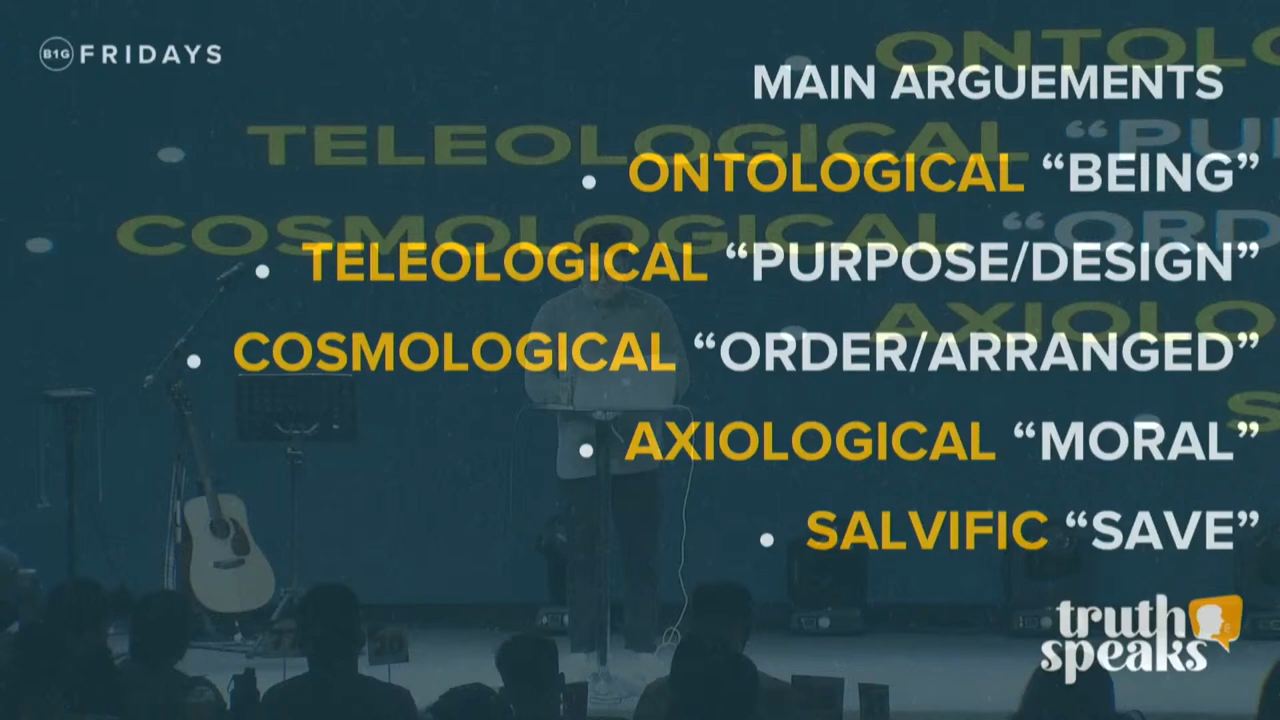 B1G FRIDAYS
MAIN ARGUEMENTS
• ONTOLOGICAL “BEING”
• TELEOLOGICAL “PURPOSE/DESIGN”
• COSMOLOGICAL “ORDER/ARRANGED”
• AXIOLOGICAL “MORAL”
• SALVIFIC “SAVE”
truth
speaks